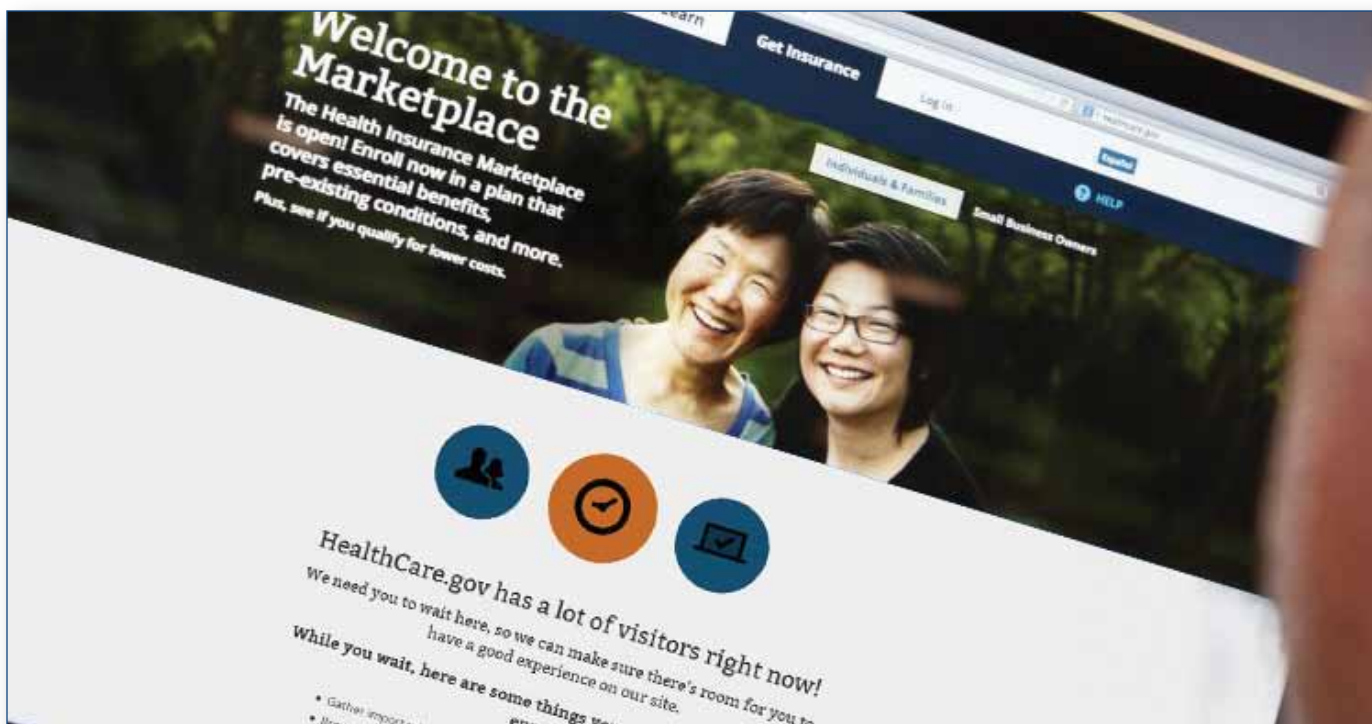 Learn
Get Insurance
Log in
Español
Individuals & Families
Small Business Owners
HELP
Welcome to the
Marketplace
The Health Insurance Marketplace
is open! Enroll now in a plan that
covers essential benefits,
pre-existing conditions, and more.
Plus, see if you qualify for lower costs.
HealthCare.gov has a lot of visitors right now!
We need you to wait here, so we can make sure there's room for you to
have a good experience on our site.
While you wait, here are some things
Gather